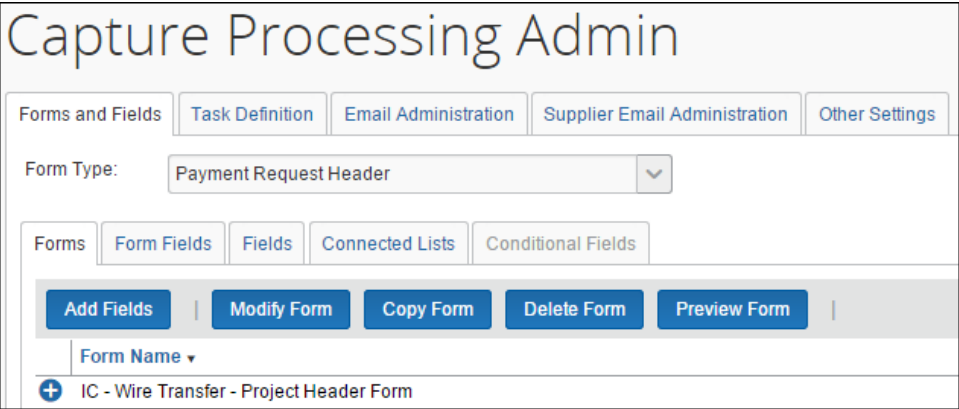 Capture Processing Admin
Forms and Fields Task Definition Email Administration Supplier Email Administration Other Settings
Form Type: Payment Request Header
Forms Form Fields Fields Connected Lists Conditional Fields
Add Fields | Modify Form Copy Form Delete Form Preview Form |
Form Name
IC - Wire Transfer - Project Header Form